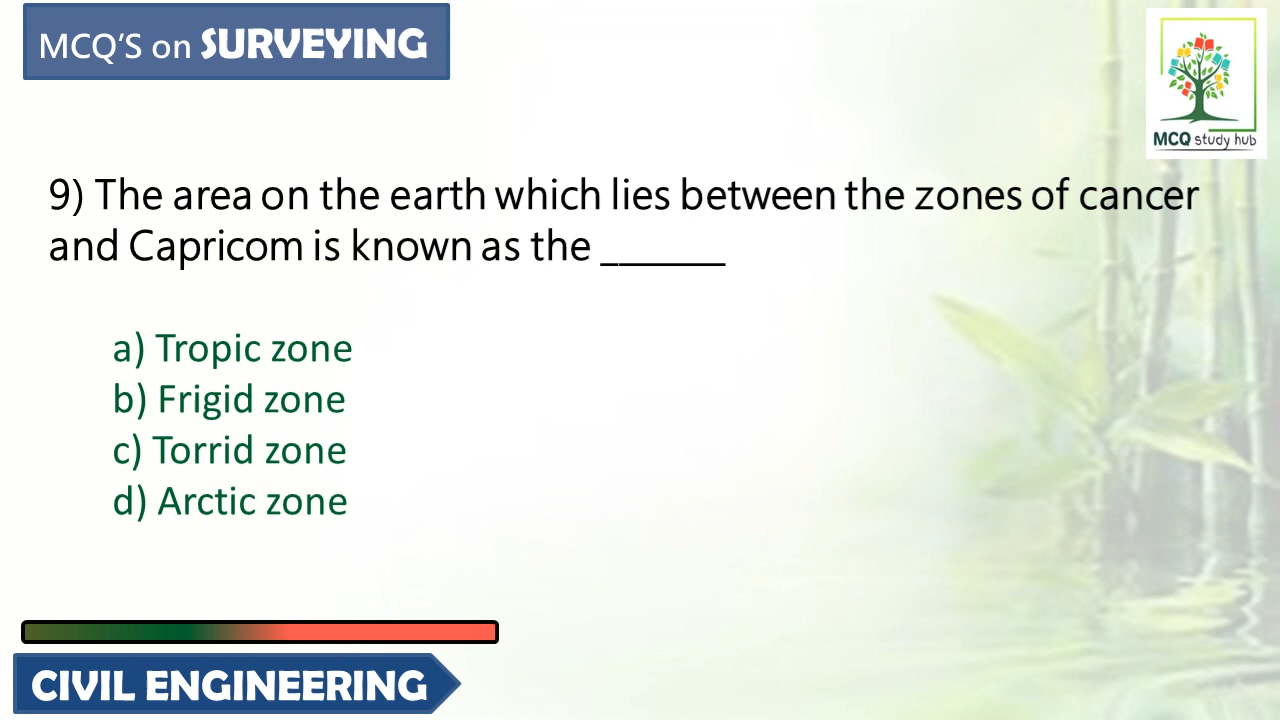 MCQ'S on SURVEYING
MCQ study hub
9) The area on the earth which lies between the zones of cancer
and Capricom is known as the ______
a) Tropic zone
b) Frigid zone
c) Torrid zone
d) Arctic zone
CIVIL ENGINEERING